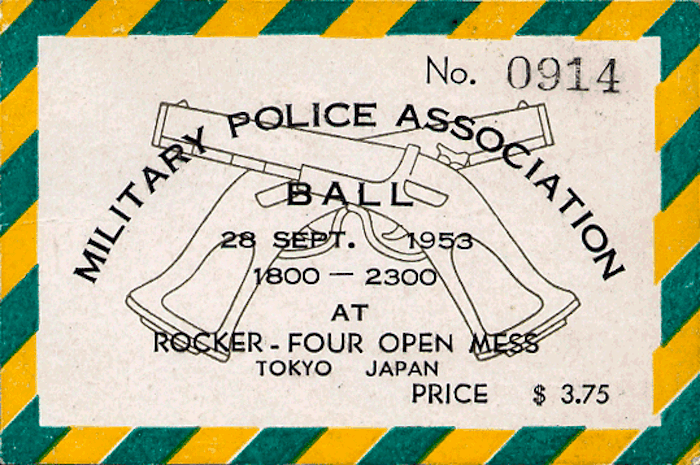 No. 0914
MILITARY POLICE ASSOCIATION
BALL
28 SEPT. 1953
1800 — 2300
AT
ROCKER - FOUR OPEN MESS
TOKYO JAPAN
PRICE $ 3.75